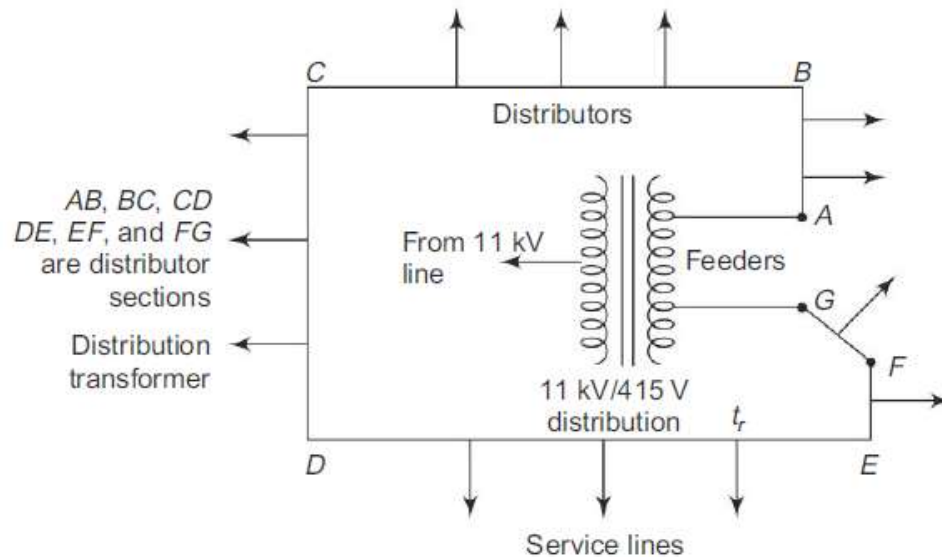 C
B
Distributors
AB, BC, CD
DE, EF, and FG
are distributor
sections
From 11 kV
line
A
Feeders
G
Distribution
transformer
F
11 kV/415 V
distribution
t_r
D
E
Service lines